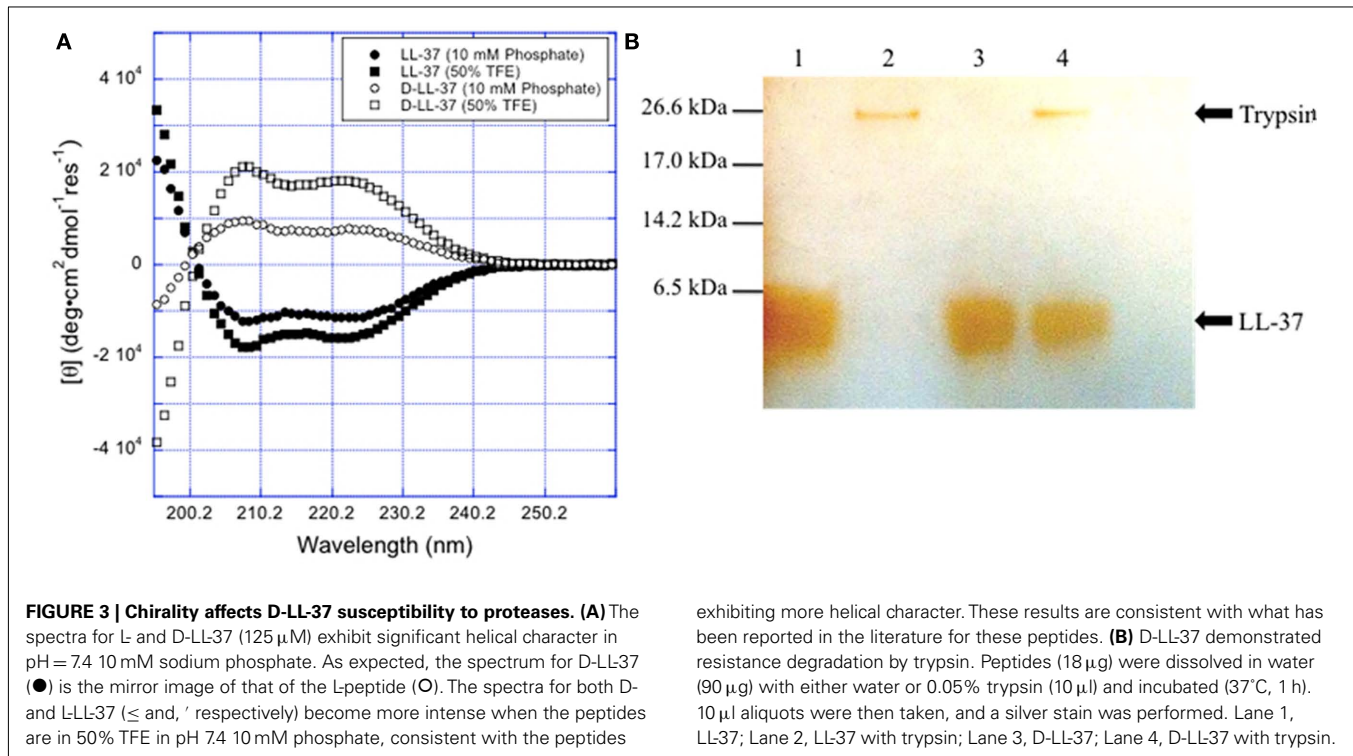 A
4 10⁴
2 10⁴
0
-2 10⁴
-4 10⁴
[θ] (deg•cm² dmol⁻¹ res⁻¹)
LL-37 (10 mM Phosphate)
LL-37 (50% TFE)
D-LL-37 (10 mM Phosphate)
D-LL-37 (50% TFE)
200.2 210.2 220.2 230.2 240.2 250.2
Wavelength (nm)
B
1 2 3 4
26.6 kDa
17.0 kDa
14.2 kDa
6.5 kDa
Trypsin
LL-37
FIGURE 3 | Chirality affects D-LL-37 susceptibility to proteases. (A) The
spectra for L- and D-LL-37 (125 μM) exhibit significant helical character in
pH = 7.4 10 mM sodium phosphate. As expected, the spectrum for D-LL-37
(●) is the mirror image of that of the L-peptide (O). The spectra for both D-
and L-LL-37 (≤ and, ′ respectively) become more intense when the peptides
are in 50% TFE in pH 7.4 10 mM phosphate, consistent with the peptides
exhibiting more helical character. These results are consistent with what has
been reported in the literature for these peptides. (B) D-LL-37 demonstrated
resistance degradation by trypsin. Peptides (18 μg) were dissolved in water
(90 μg) with either water or 0.05% trypsin (10 μl) and incubated (37˚C, 1 h).
10 μl aliquots were then taken, and a silver stain was performed. Lane 1,
LL-37; Lane 2, LL-37 with trypsin; Lane 3, D-LL-37; Lane 4, D-LL-37 with trypsin.